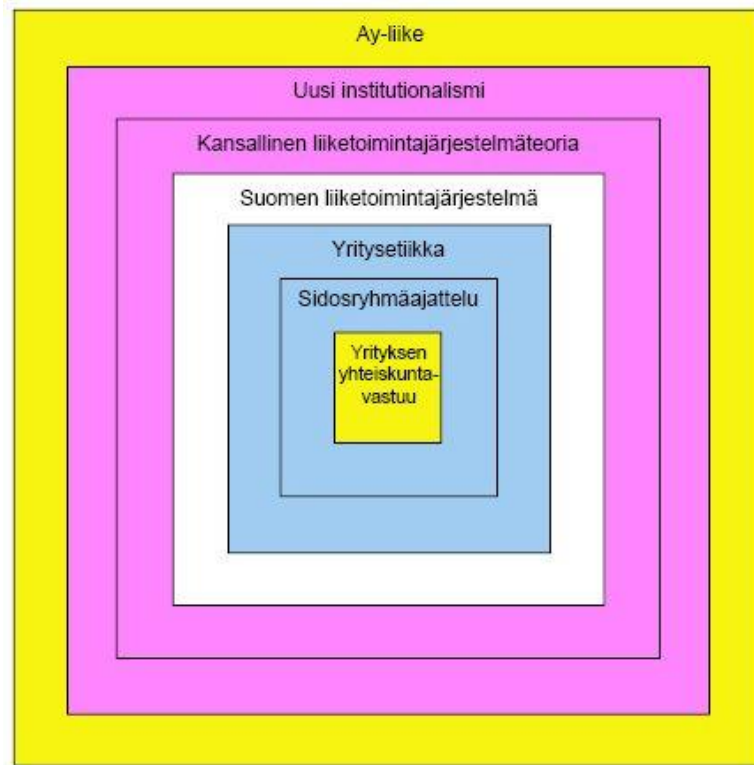 Ay-liike
Uusi institutionalismi
Kansallinen liiketoimintajärjestelmäteoria
Suomen liiketoimintajärjestelmä
Yritysetiikka
Sidosryhmäajattelu
Yrityksen
yhteiskunta-
vastuu